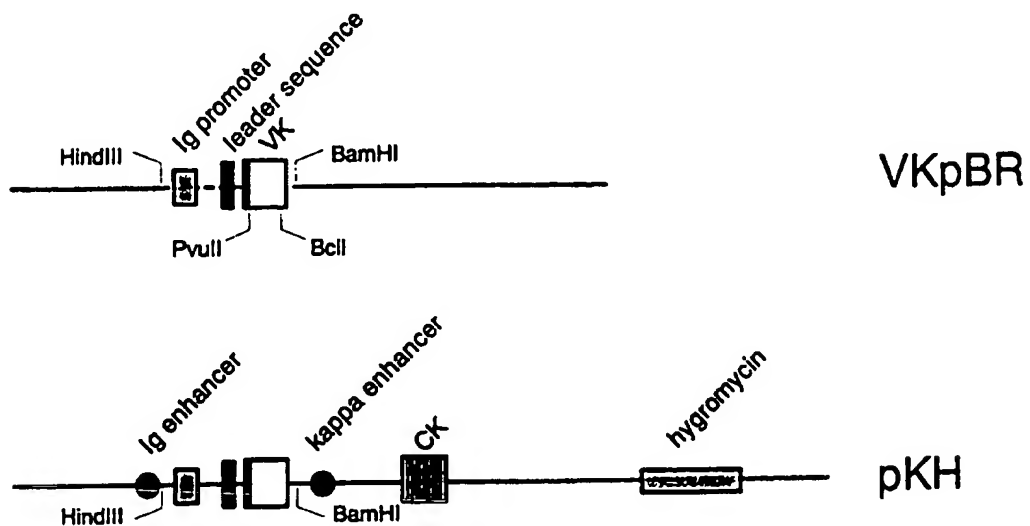 Ig promoter
leader sequence
VK
HindIII
BamHI
VKpBR
PvuII
BclI
Ig enhancer
kappa enhancer
CK
hygromycin
pKH
HindIII
BamHI